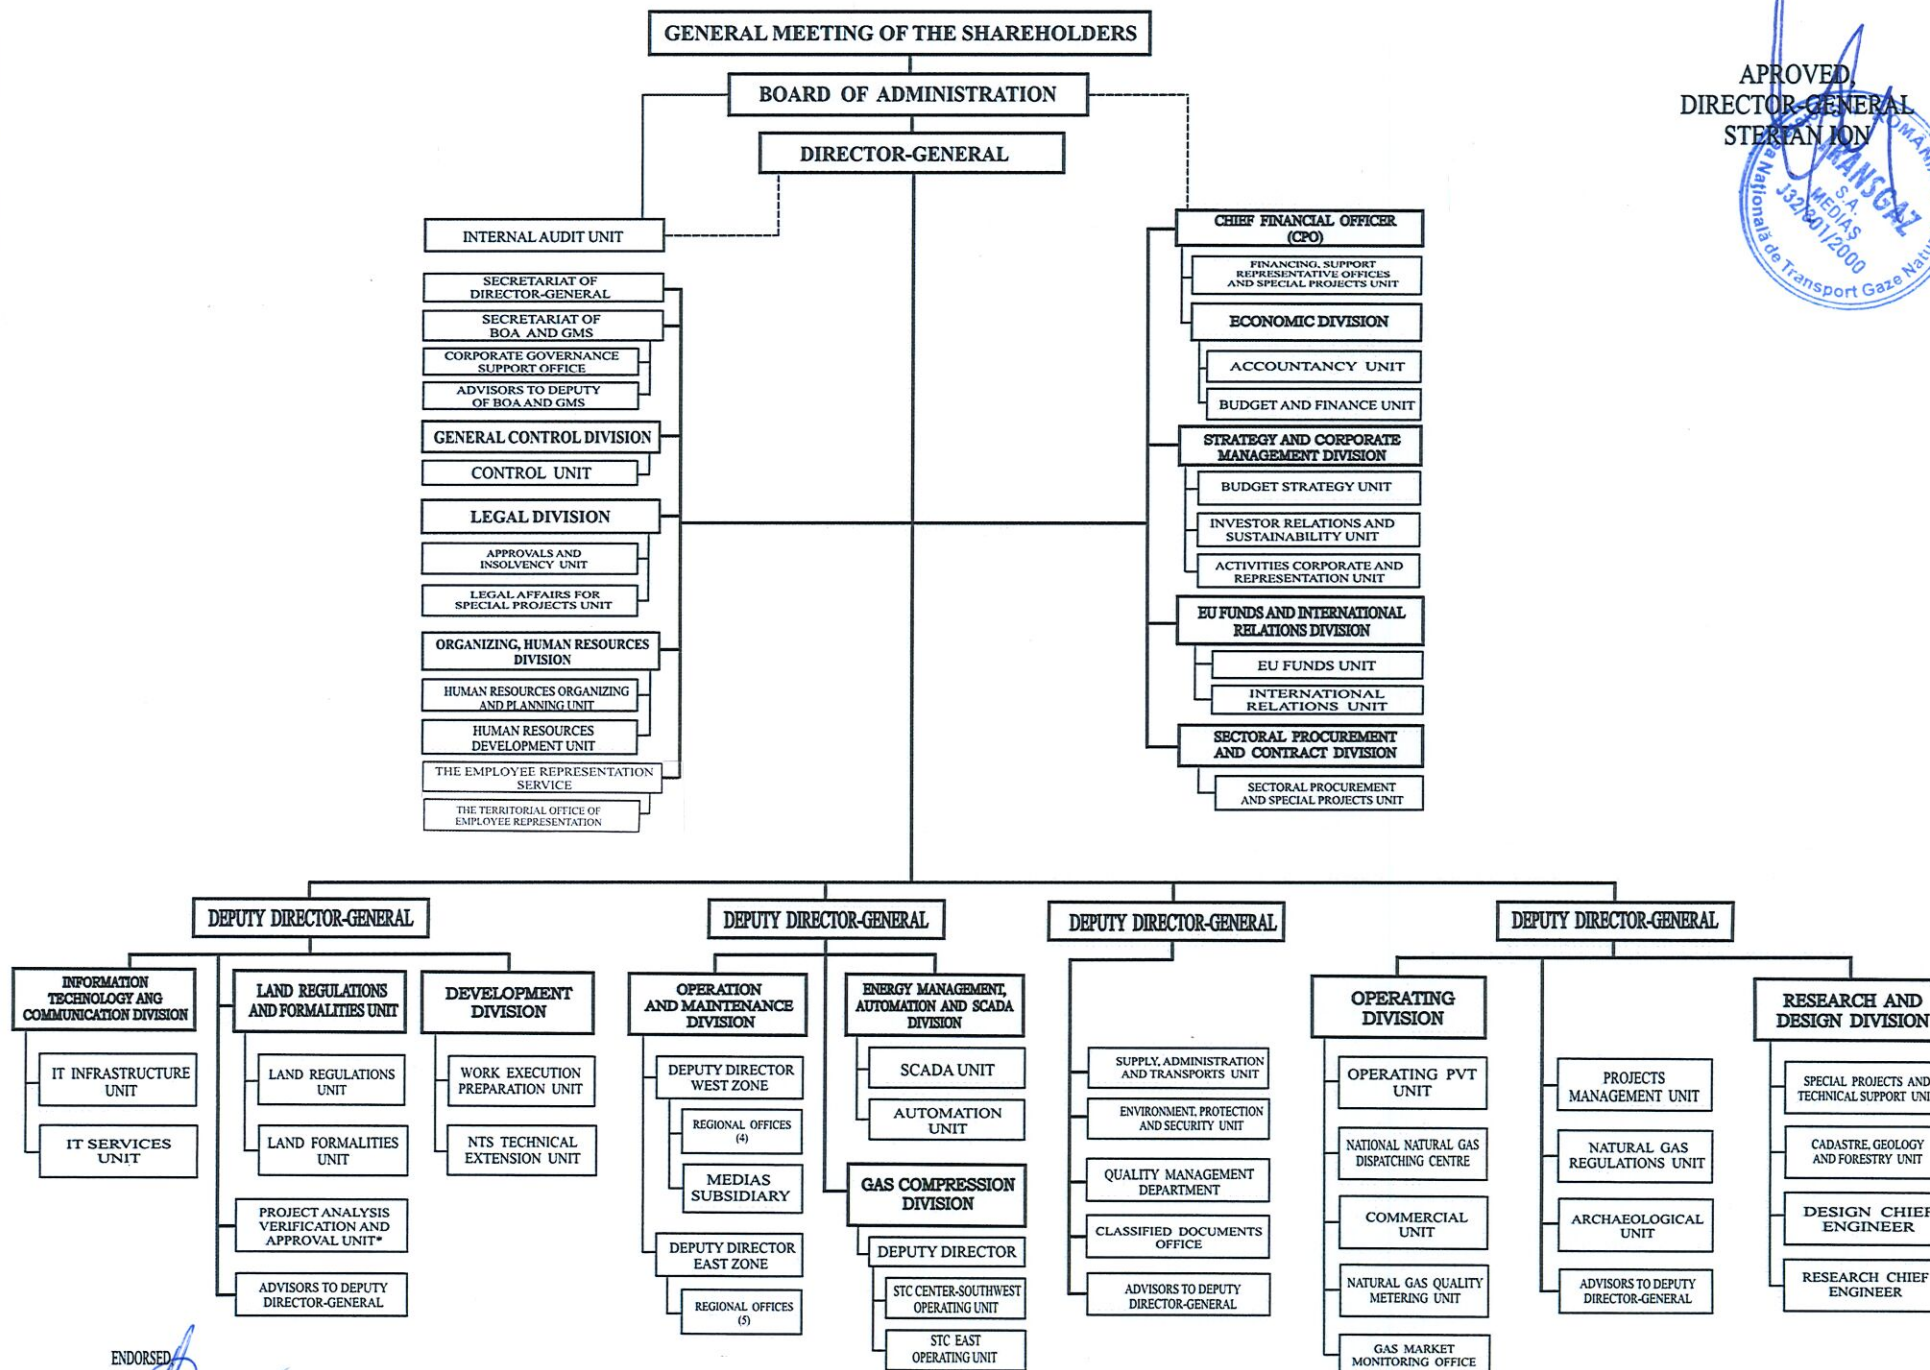 GENERAL MEETING OF THE SHAREHOLDERS
BOARD OF ADMINISTRATION
DIRECTOR-GENERAL
APROVED,
DIRECTOR-GENERAL
STERIAN ION
TRANSGAZ
S.A.
MEDIAȘ
J32/301/2000
Națională de Transport Gaze
INTERNAL AUDIT UNIT
SECRETARIAT OF
DIRECTOR-GENERAL
SECRETARIAT OF
BOA AND GMS
CORPORATE GOVERNANCE
SUPPORT OFFICE
ADVISORS TO DEPUTY
OF BOA AND GMS
GENERAL CONTROL DIVISION
CONTROL UNIT
LEGAL DIVISION
APPROVALS AND
INSOLVENCY UNIT
LEGAL AFFAIRS FOR
SPECIAL PROJECTS UNIT
ORGANIZING, HUMAN RESOURCES
DIVISION
HUMAN RESOURCES ORGANIZING
AND PLANNING UNIT
HUMAN RESOURCES
DEVELOPMENT UNIT
THE EMPLOYEE REPRESENTATION
SERVICE
THE TERRITORIAL OFFICE OF
EMPLOYEE REPRESENTATION
CHIEF FINANCIAL OFFICER
(CPO)
FINANCING, SUPPORT
REPRESENTATIVE OFFICES
AND SPECIAL PROJECTS UNIT
ECONOMIC DIVISION
ACCOUNTANCY UNIT
BUDGET AND FINANCE UNIT
STRATEGY AND CORPORATE
MANAGEMENT DIVISION
BUDGET STRATEGY UNIT
INVESTOR RELATIONS AND
SUSTAINABILITY UNIT
ACTIVITIES CORPORATE AND
REPRESENTATION UNIT
EU FUNDS AND INTERNATIONAL
RELATIONS DIVISION
EU FUNDS UNIT
INTERNATIONAL
RELATIONS UNIT
SECTORAL PROCUREMENT
AND CONTRACT DIVISION
SECTORAL PROCUREMENT
AND SPECIAL PROJECTS UNIT
DEPUTY DIRECTOR-GENERAL
INFORMATION
TECHNOLOGY ANG
COMMUNICATION DIVISION
IT INFRASTRUCTURE
UNIT
IT SERVICES
UNIT
LAND REGULATIONS
AND FORMALITIES UNIT
LAND REGULATIONS
UNIT
LAND FORMALITIES
UNIT
PROJECT ANALYSIS
VERIFICATION AND
APPROVAL UNIT*
ADVISORS TO DEPUTY
DIRECTOR-GENERAL
DEVELOPMENT
DIVISION
WORK EXECUTION
PREPARATION UNIT
NTS TECHNICAL
EXTENSION UNIT
DEPUTY DIRECTOR-GENERAL
OPERATION
AND MAINTENANCE
DIVISION
DEPUTY DIRECTOR
WEST ZONE
REGIONAL OFFICES
(4)
MEDIAS
SUBSIDIARY
DEPUTY DIRECTOR
EAST ZONE
REGIONAL OFFICES
(5)
ENERGY MANAGEMENT,
AUTOMATION AND SCADA
DIVISION
SCADA UNIT
AUTOMATION
UNIT
GAS COMPRESSION
DIVISION
DEPUTY DIRECTOR
STC CENTER-SOUTHWEST
OPERATING UNIT
STC EAST
OPERATING UNIT
DEPUTY DIRECTOR-GENERAL
SUPPLY, ADMINISTRATION
AND TRANSPORTS UNIT
ENVIRONMENT, PROTECTION
AND SECURITY UNIT
QUALITY MANAGEMENT
DEPARTMENT
CLASSIFIED DOCUMENTS
OFFICE
ADVISORS TO DEPUTY
DIRECTOR-GENERAL
DEPUTY DIRECTOR-GENERAL
OPERATING
DIVISION
OPERATING PVT
UNIT
NATIONAL NATURAL GAS
DISPATCHING CENTRE
COMMERCIAL
UNIT
NATURAL GAS QUALITY
METERING UNIT
GAS MARKET
MONITORING OFFICE
PROJECTS
MANAGEMENT UNIT
NATURAL GAS
REGULATIONS UNIT
ARCHAEOLOGICAL
UNIT
ADVISORS TO DEPUTY
DIRECTOR-GENERAL
RESEARCH AND
DESIGN DIVISION
SPECIAL PROJECTS AND
TECHNICAL SUPPORT UNI
CADASTRE, GEOLOGY
AND FORESTRY UNIT
DESIGN CHIEF
ENGINEER
RESEARCH CHIEF
ENGINEER
ENDORSED,